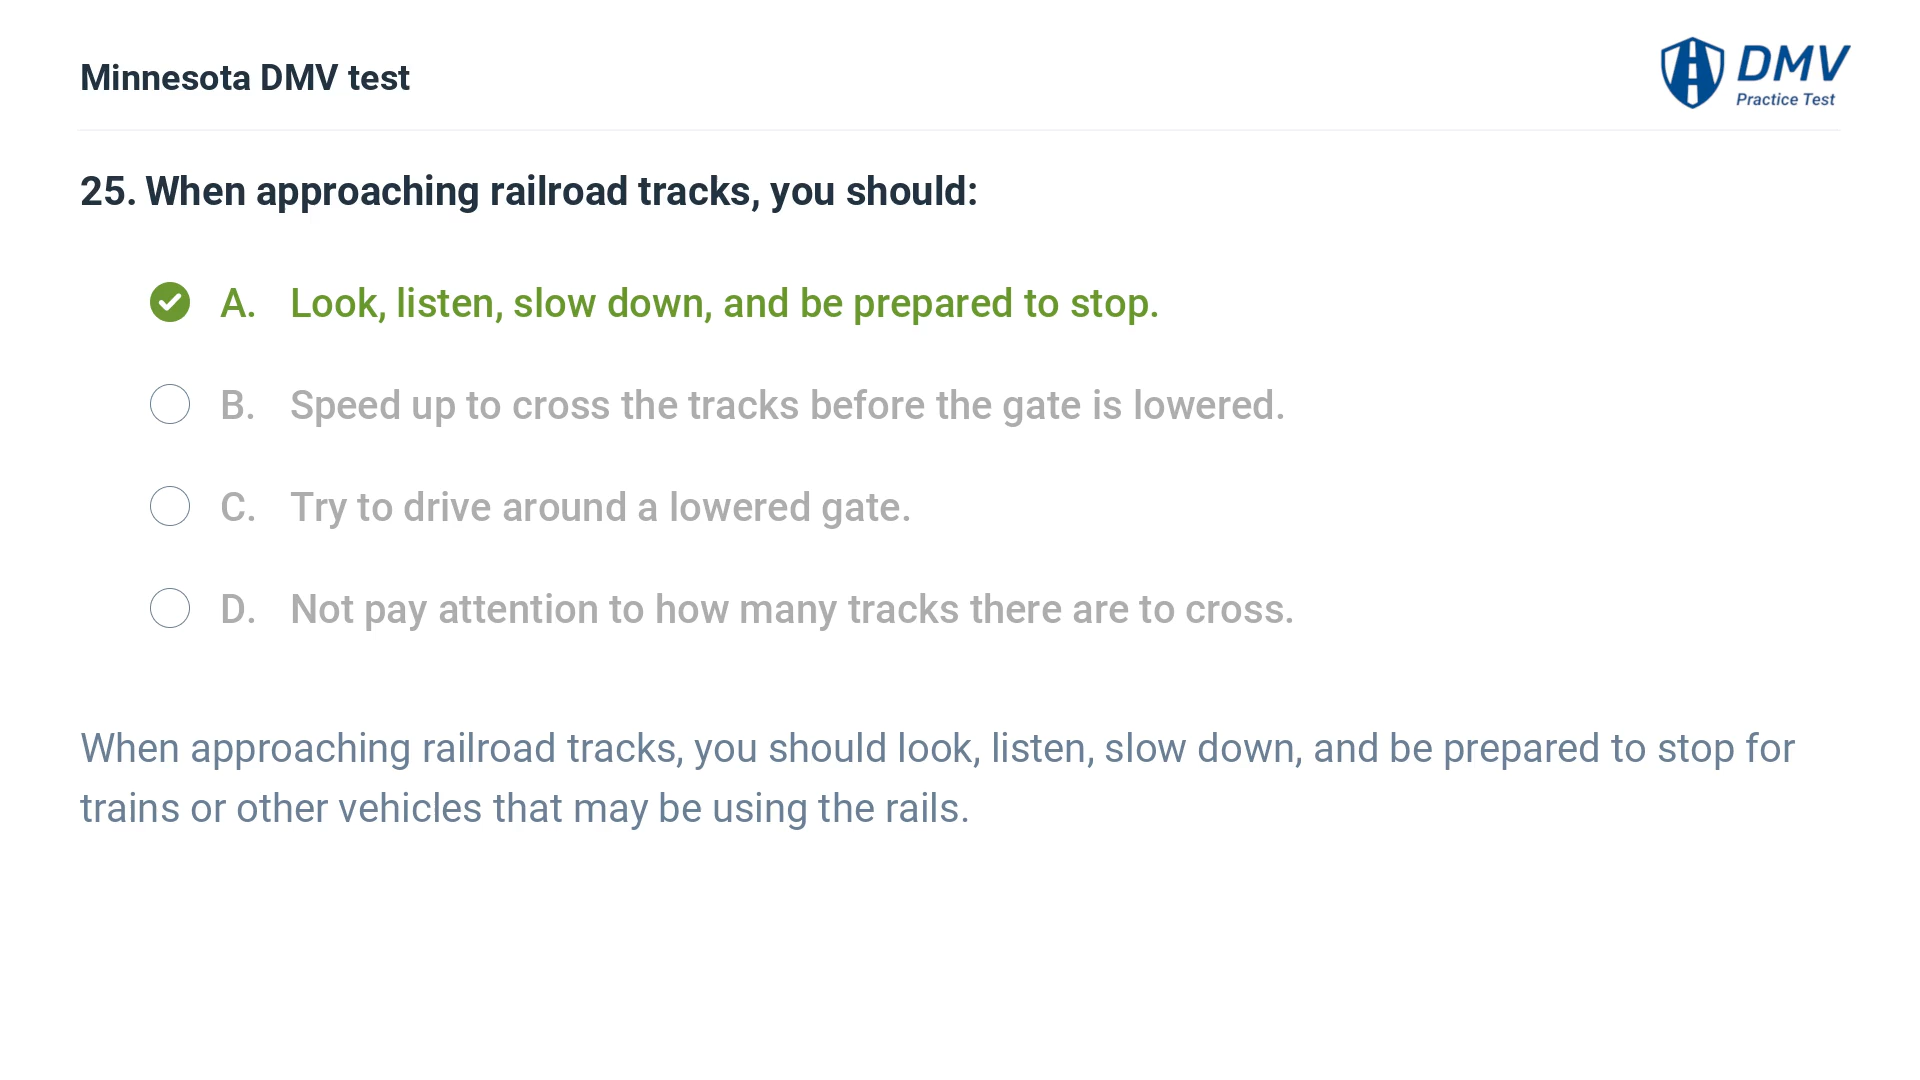 Minnesota DMV test
DMV
Practice Test
25. When approaching railroad tracks, you should:
A. Look, listen, slow down, and be prepared to stop.
B. Speed up to cross the tracks before the gate is lowered.
C. Try to drive around a lowered gate.
D. Not pay attention to how many tracks there are to cross.
When approaching railroad tracks, you should look, listen, slow down, and be prepared to stop for
trains or other vehicles that may be using the rails.